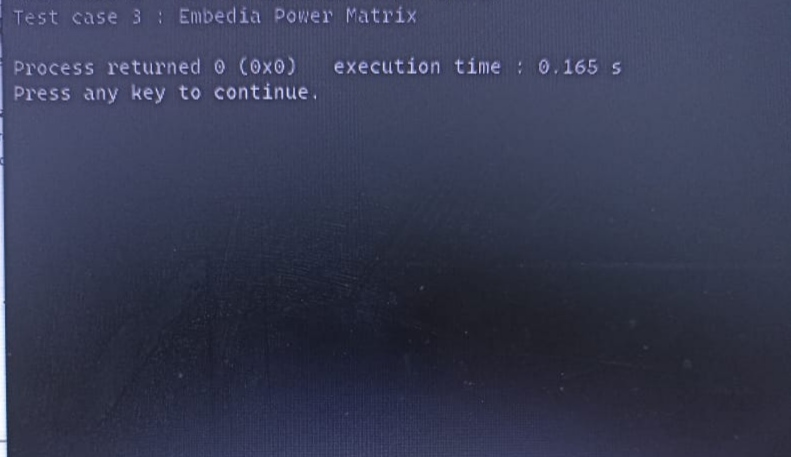 Test case 3 : Embedia Power Matrix
Process returned 0 (0x0)   execution time : 0.165 s
Press any key to continue.